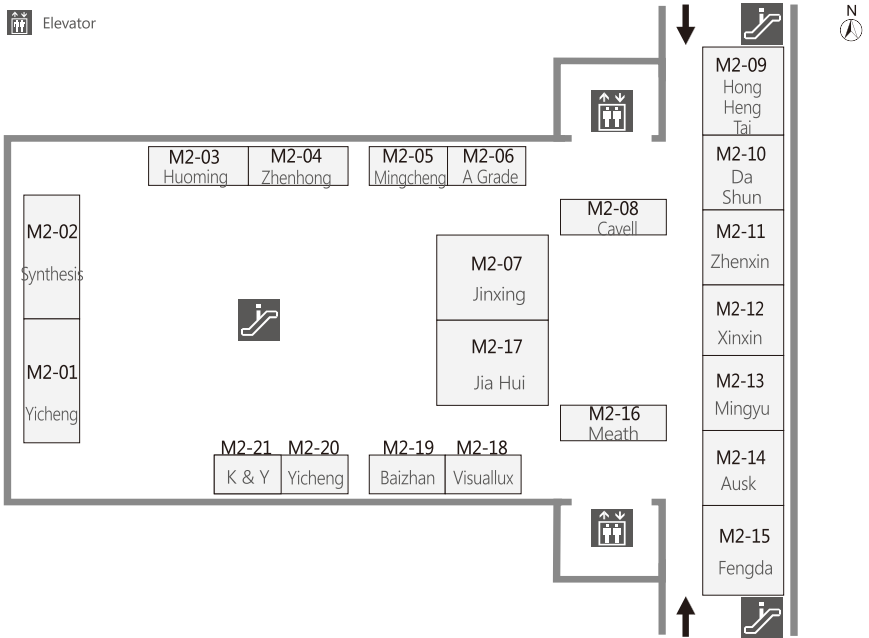 Elevator
N
M2-09
Hong
Heng
Tai
M2-03
Huoming
M2-04
Zhenhong
M2-05
Mingcheng
M2-06
A Grade
M2-10
Da
Shun
M2-02
Synthesis
M2-08
Cavell
M2-11
Zhenxin
M2-07
Jinxing
M2-12
Xinxin
M2-17
Jia Hui
M2-01
Yicheng
M2-13
Mingyu
M2-16
Meath
M2-21
K & Y
M2-20
Yicheng
M2-19
Baizhan
M2-18
Visuallux
M2-14
Ausk
M2-15
Fengda